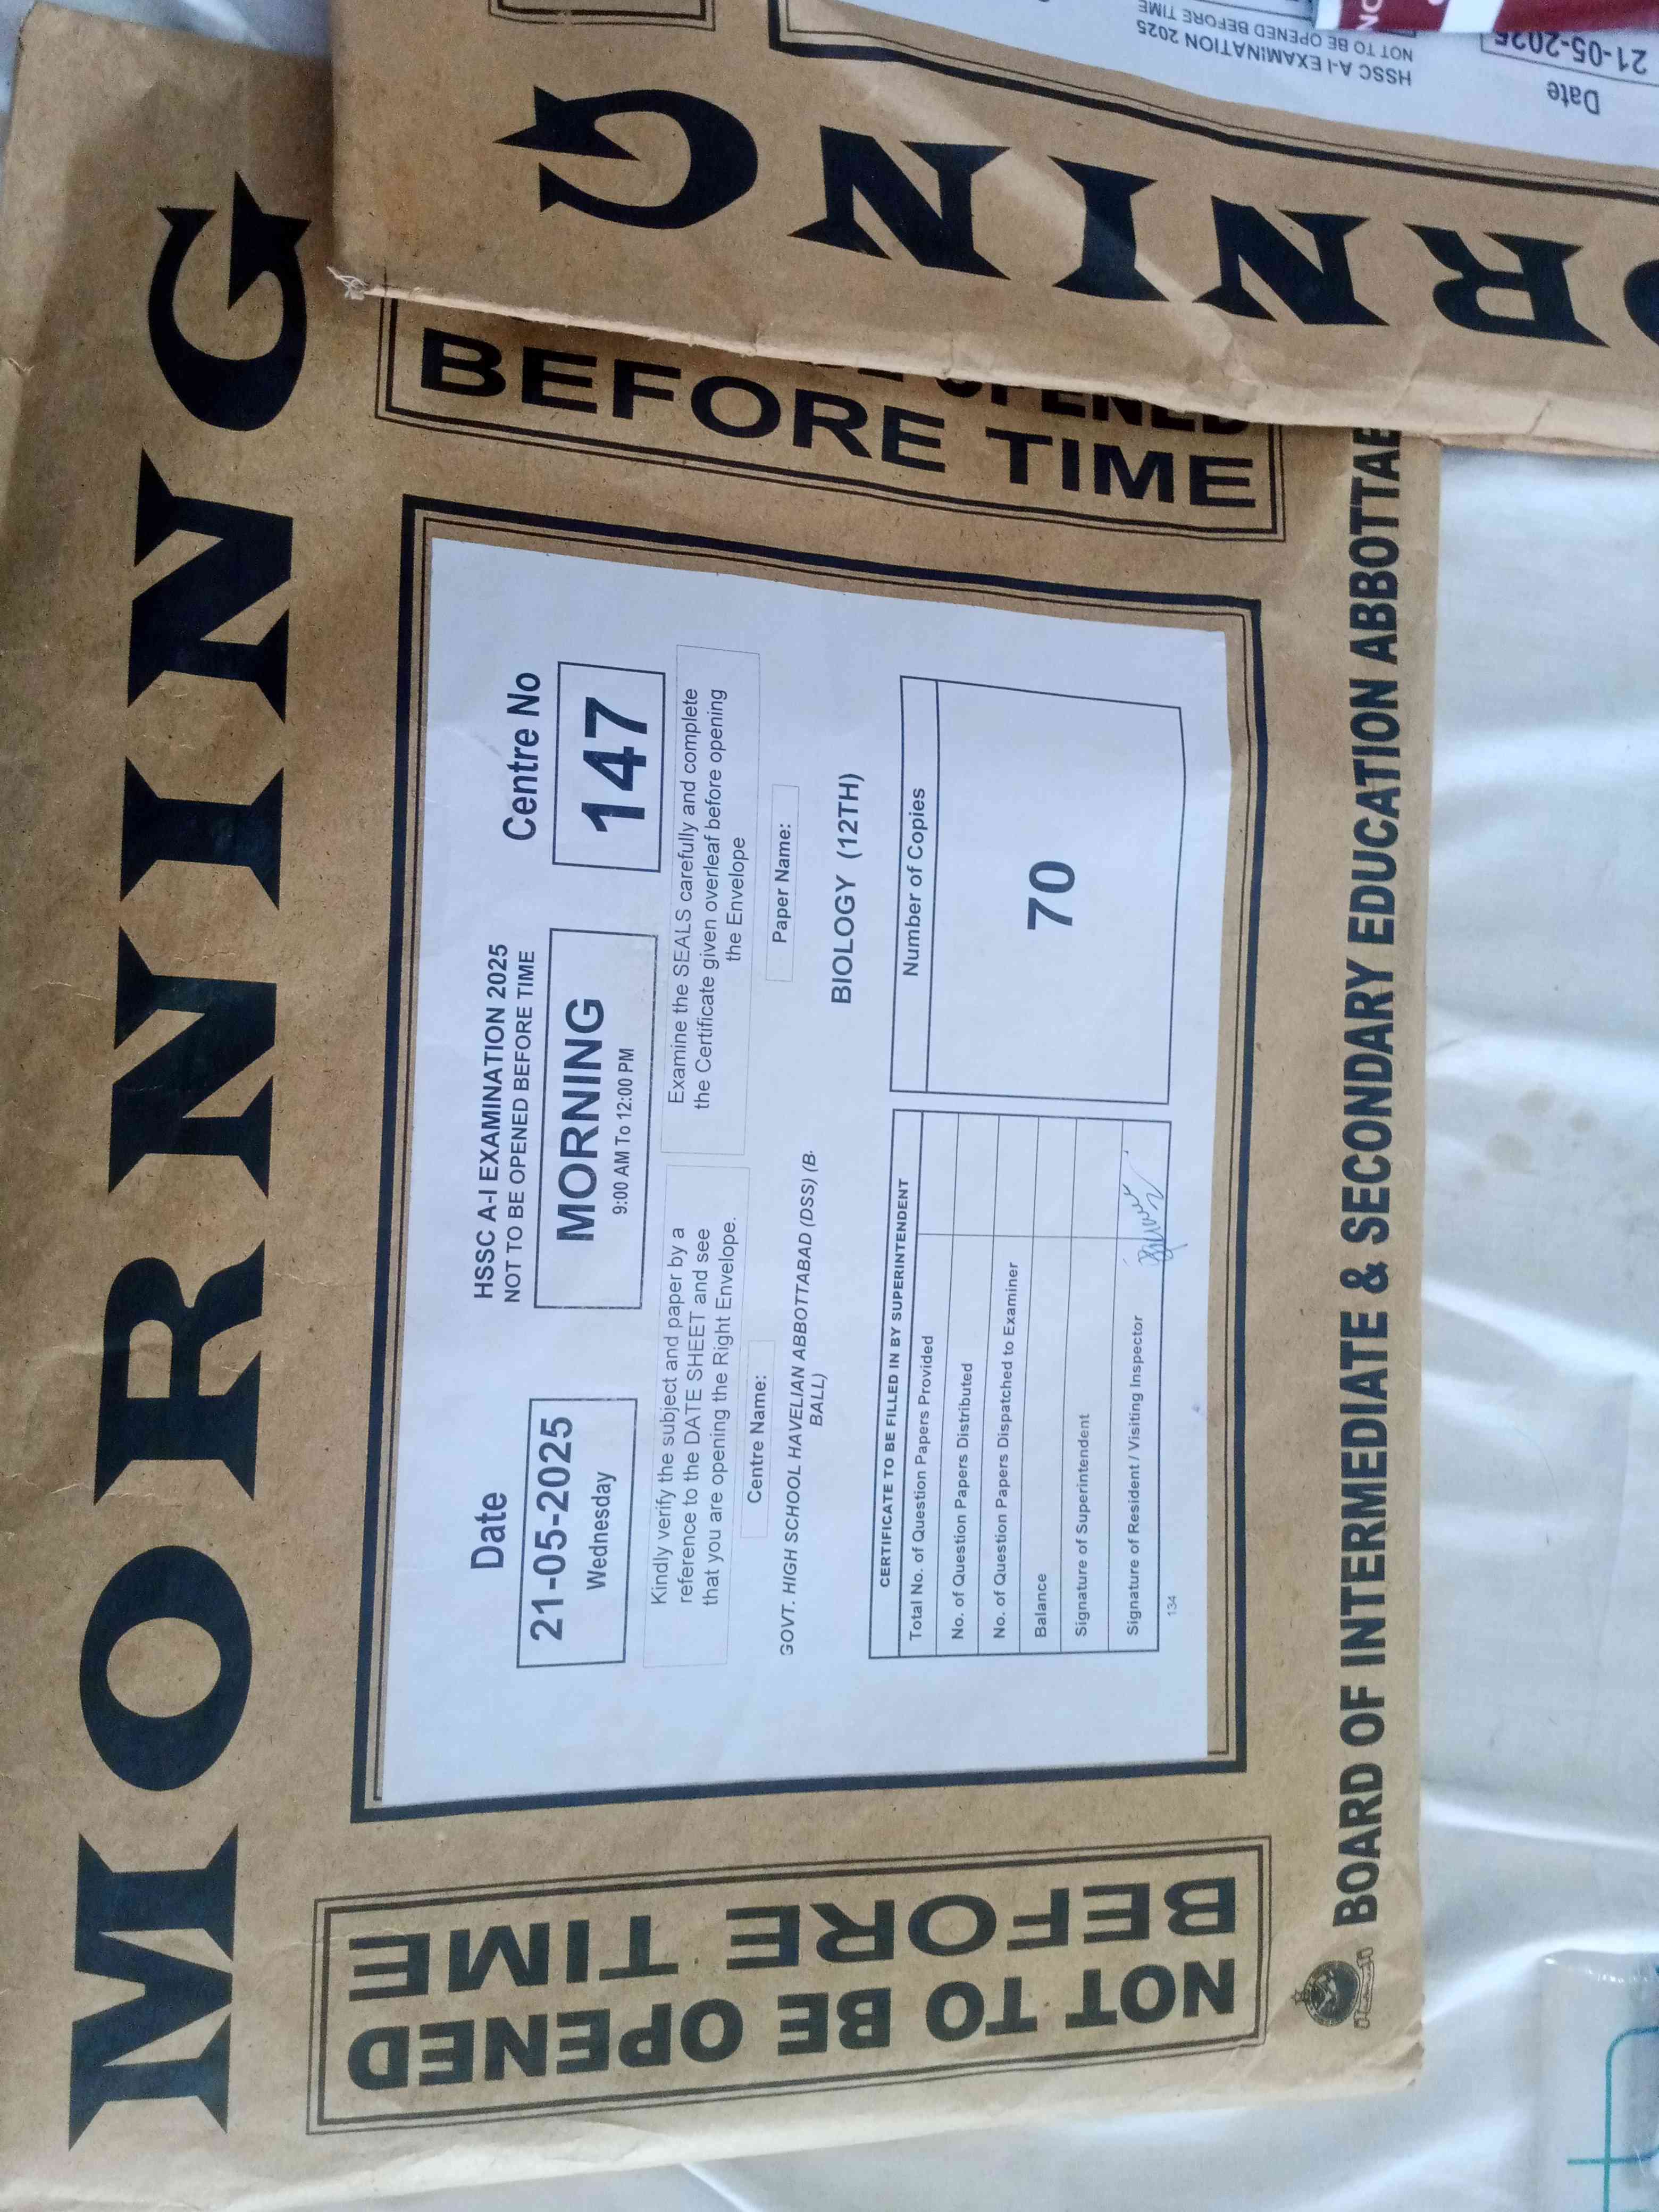 MORNING
NOT TO BE OPENED
BEFORE TIME
Date
21-05-2025
Wednesday
HSSC A-I EXAMINATION 2025
NOT TO BE OPENED BEFORE TIME
MORNING
9:00 AM To 12:00 PM
Centre No
147
Kindly verify the subject and paper by a
reference to the DATE SHEET and see
that you are opening the Right Envelope.
Examine the SEALS carefully and complete
the Certificate given overleaf before opening
the Envelope
Centre Name:
GOVT. HIGH SCHOOL HAVELIAN ABBOTTABAD (DSS) (B-
BALL)
Paper Name:
BIOLOGY (12TH)
CERTIFICATE TO BE FILLED IN BY SUPERINTENDENT
Total No. of Question Papers Provided
No. of Question Papers Distributed
No. of Question Papers Dispatched to Examiner
Balance
Signature of Superintendent
Signature of Resident / Visiting Inspector
134
Number of Copies
70
OPENED
BEFORE TIME
BOARD OF INTERMEDIATE & SECONDARY EDUCATION ABBOTTAB
RNING
Date
21-05-2025
HSSC A-I EXAMINATION 2025
NOT TO BE OPENED BEFORE TIME